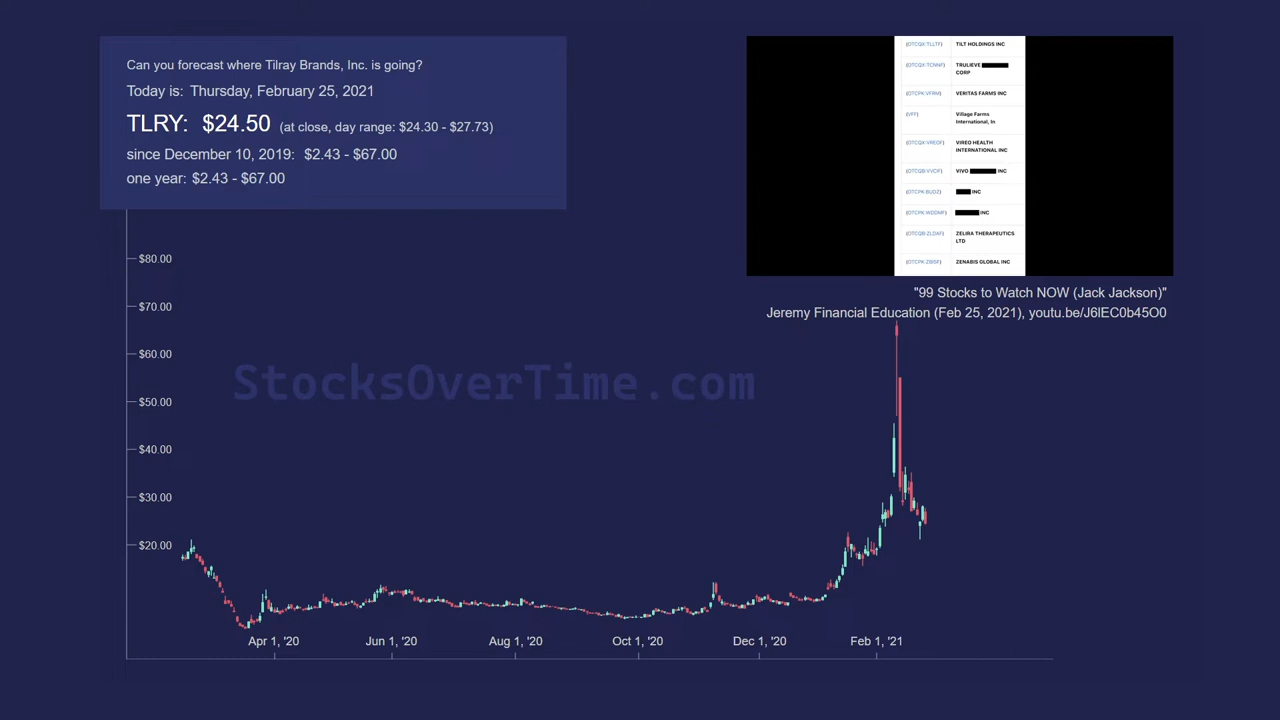 Can you forecast where Tilray Brands, Inc. is going?
Today is: Thursday, February 25, 2021
TLRY: $24. close, day range: $24.30 - $27.73)
since December - $67.00
one year: $2.43 - $67.00
(OTCQX:TLLTF) TILT HOLDINGS INC
(OTCQX:TCNNF) TRULIEVE
CORP
(OTCPK:VFRM) VERITAS FARMS INC
(VFF) Village Farms
International, In
(OTCQX:VREOF) VIREO HEALTH
INTERNATIONAL INC
(OTCQB:VVCIF) VIVO INC
(OTCPK:BUDZ) INC
(OTCPK:WDDMF) INC
(OTCQB:ZLDAF) ZELIRA THERAPEUTICS
LTD
(OTCPK:ZBISF) ZENABIS GLOBAL INC
"99 Stocks to Watch NOW (Jack Jackson)"
Jeremy Financial Education (Feb 25, 2021), youtu.be/J6lEC0b45O0
$80.00
$70.00
$60.00
$50.00
$40.00
$30.00
$20.00
StocksOverTime.com
Apr 1, '20
Jun 1, '20
Aug 1, '20
Oct 1, '20
Dec 1, '20
Feb 1, '21